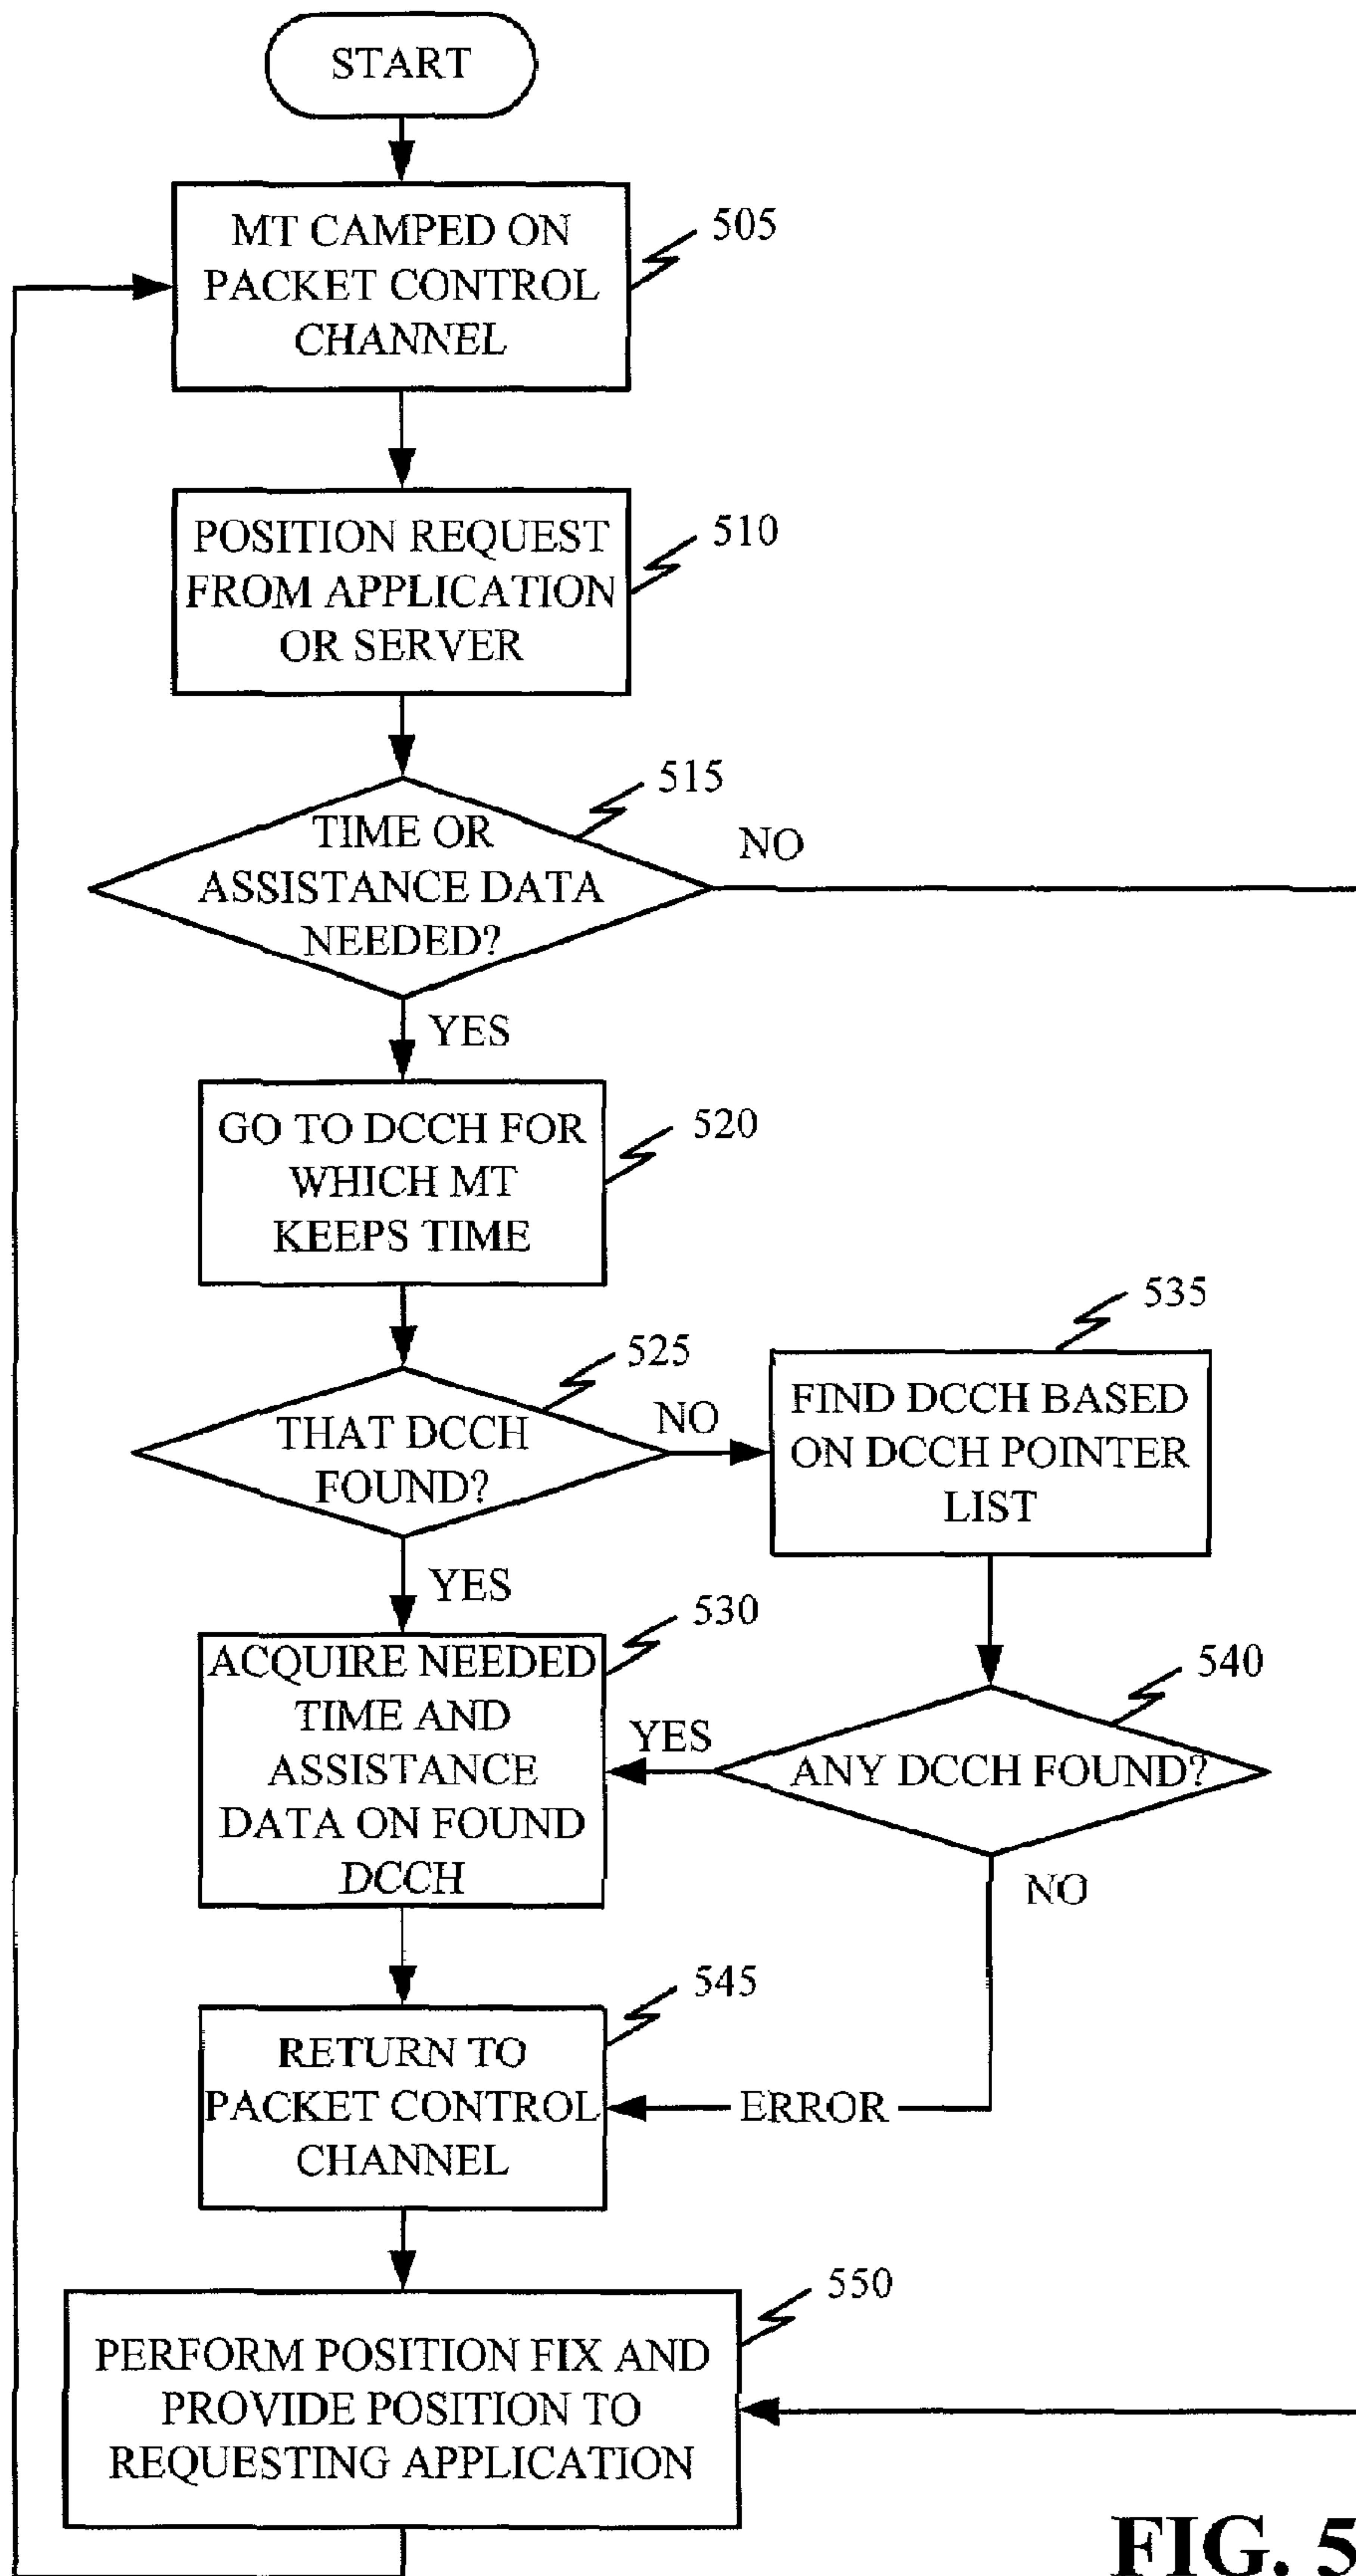 START
MT CAMPED ON
PACKET CONTROL
CHANNEL
505
POSITION REQUEST
FROM APPLICATION
OR SERVER
510
515
TIME OR
ASSISTANCE DATA
NEEDED?
NO
YES
GO TO DCCH FOR
WHICH MT
KEEPS TIME
520
525
THAT DCCH
FOUND?
NO
535
FIND DCCH BASED
ON DCCH POINTER
LIST
YES
530
ACQUIRE NEEDED
TIME AND
ASSISTANCE
DATA ON FOUND
DCCH
540
YES
ANY DCCH FOUND?
NO
545
RETURN TO
PACKET CONTROL
CHANNEL
ERROR
550
PERFORM POSITION FIX AND
PROVIDE POSITION TO
REQUESTING APPLICATION
FIG. 5